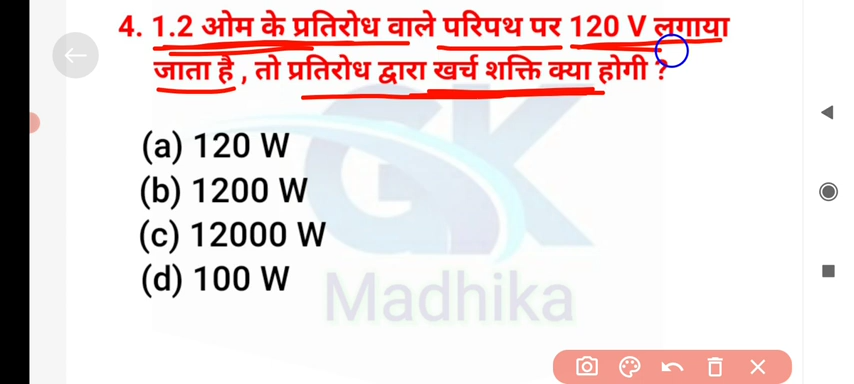 4. 1.2 ओम के प्रतिरोध वाले परिपथ पर 120 V लगाया
जाता है , तो प्रतिरोध द्वारा खर्च शक्ति क्या होगी ?
(a) 120 W
(b) 1200 W
(c) 12000 W
(d) 100 W
GK
Madhika